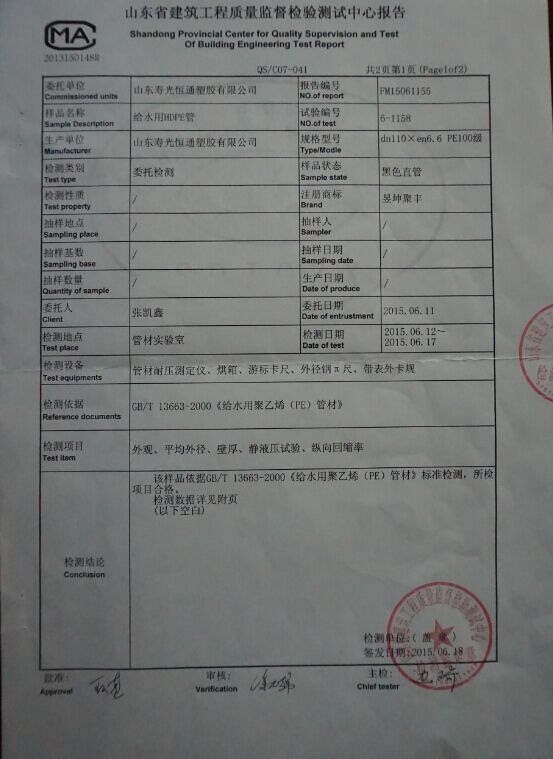 山东省建筑工程质量监督检验测试中心报告
Shandong Provincial Center for Quality Supervision and Test
Of Building Engineering Test Report
MA
2013150148R
QS/C07-041
共2页第1页(Page1of2)
委托单位
Commissioned units
山东寿光恒通塑胶有限公司
报告编号
NO.of report
FM15061155
样品名称
Sample Description
给水用HDPE管
试验编号
NO.of test
6-1158
生产单位
Manufacturer
山东寿光恒通塑胶有限公司
规格型号
Type/Modle
dn110×en6.6 PE100级
检测类别
Test type
委托检测
样品状态
Sample state
黑色直管
检测性质
Test property
/
注册商标
Brand
昱坤聚丰
抽样地点
Sampling place
/
抽样人
Sampler
/
抽样基数
Sampling base
/
抽样日期
Sampling date
/
抽样数量
Quantity of sample
/
生产日期
Date of produce
/
委托人
Client
张凯鑫
委托日期
Date of entrustment
2015.06.11
检测地点
Test place
管材实验室
检测日期
Date of test
2015.06.12～
2015.06.17
检测设备
Test equipments
管材耐压测定仪、烘箱、游标卡尺、外径钢π尺、带表外卡规
检测依据
Reference documents
GB/T 13663-2000《给水用聚乙烯（PE）管材》
检测项目
Test item
外观、平均外径、壁厚、静液压试验、纵向回缩率
检测结论
Conclusion
该样品依据GB/T 13663-2000《给水用聚乙烯（PE）管材》标准检测，所检
项目合格。
检测数据详见附页
(以下空白)
检测单位:(盖章)
签发日期:2015.06.18
批准:
Approval
审核:
Verification
主检:
Chief tester